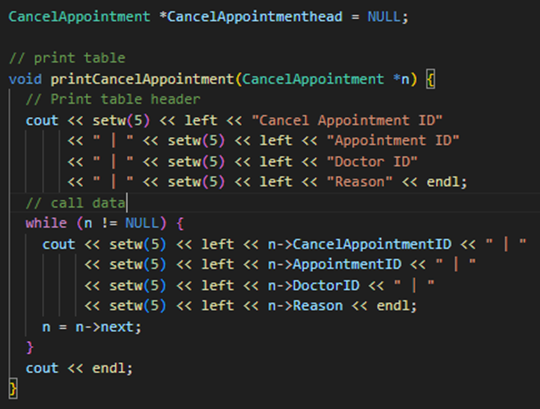 CancelAppointment *CancelAppointmenthead = NULL;

// print table
void printCancelAppointment(CancelAppointment *n) {
  // Print table header
  cout << setw(5) << left << "Cancel Appointment ID"
       << " | " << setw(5) << left << "Appointment ID"
       << " | " << setw(5) << left << "Doctor ID"
       << " | " << setw(5) << left << "Reason" << endl;
  // call data
  while (n != NULL) {
    cout << setw(5) << left << n->CancelAppointmentID << " | "
         << setw(5) << left << n->AppointmentID << " | "
         << setw(5) << left << n->DoctorID << " | "
         << setw(5) << left << n->Reason << endl;
    n = n->next;
  }
  cout << endl;
}